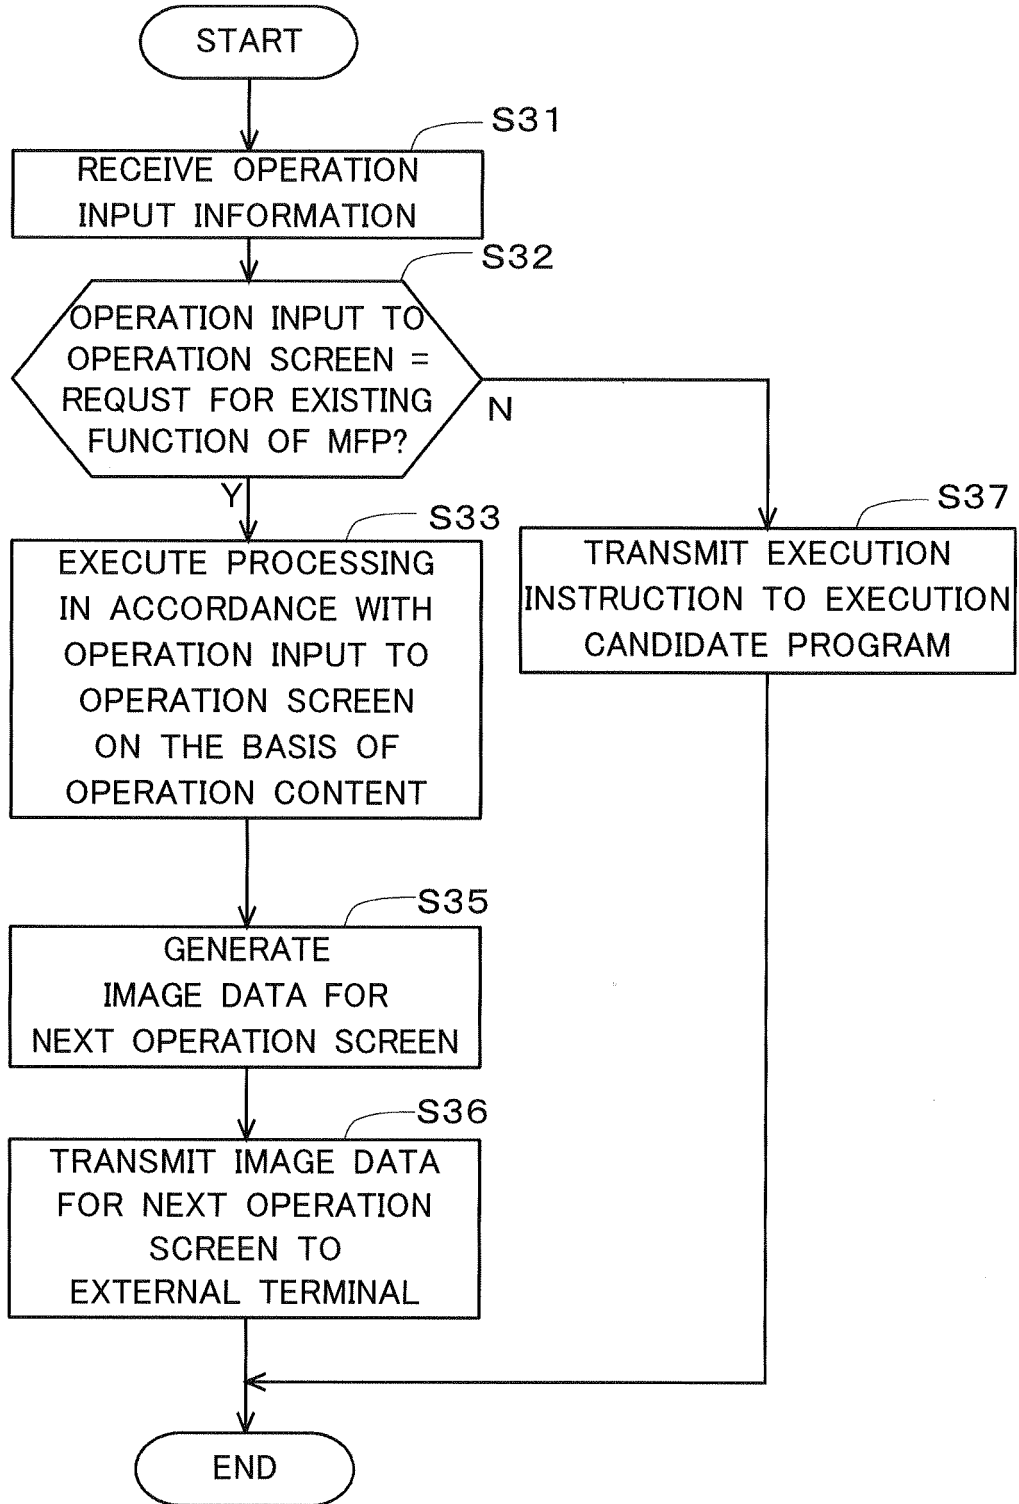 START
S31
RECEIVE OPERATION
INPUT INFORMATION
S32
OPERATION INPUT TO
OPERATION SCREEN =
REQUST FOR EXISTING
FUNCTION OF MFP?
N
Y
S33
EXECUTE PROCESSING
IN ACCORDANCE WITH
OPERATION INPUT TO
OPERATION SCREEN
ON THE BASIS OF
OPERATION CONTENT
S37
TRANSMIT EXECUTION
INSTRUCTION TO EXECUTION
CANDIDATE PROGRAM
S35
GENERATE
IMAGE DATA FOR
NEXT OPERATION SCREEN
S36
TRANSMIT IMAGE DATA
FOR NEXT OPERATION
SCREEN TO
EXTERNAL TERMINAL
END